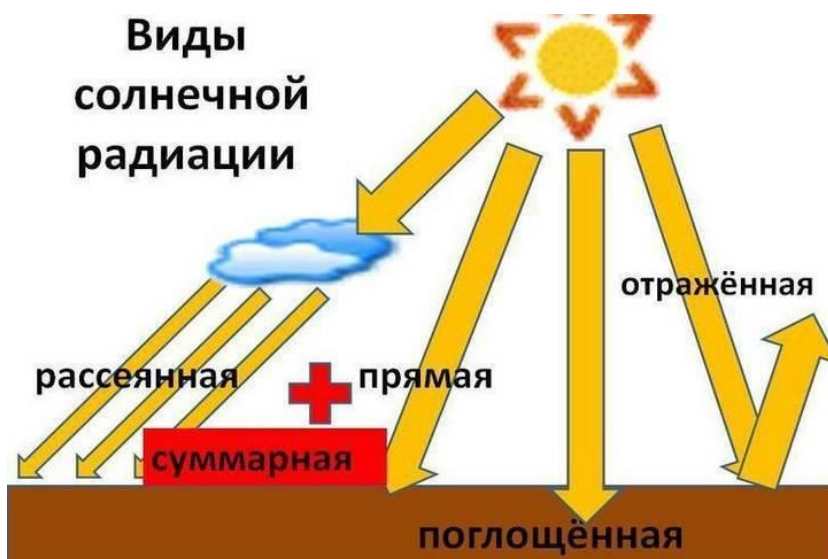 Виды
солнечной
радиации
отражённая
рассеянная + прямая
суммарная
поглощённая